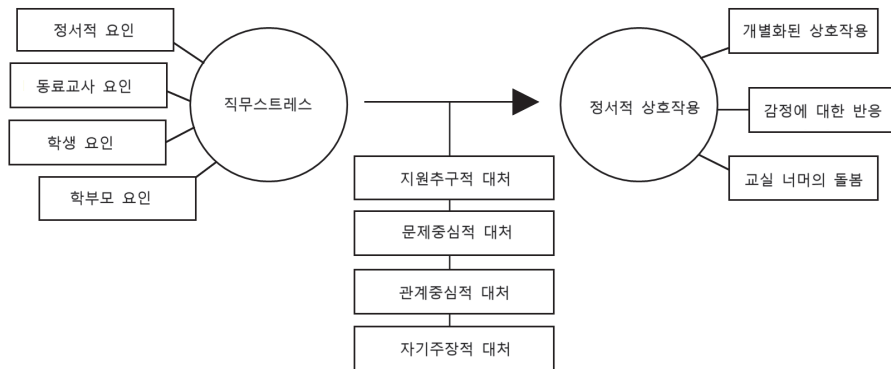 정서적 요인
동료교사 요인
학생 요인
학부모 요인
직무스트레스
지원추구적 대처
문제중심적 대처
관계중심적 대처
자기주장적 대처
정서적 상호작용
개별화된 상호작용
감정에 대한 반응
교실 너머의 돌봄